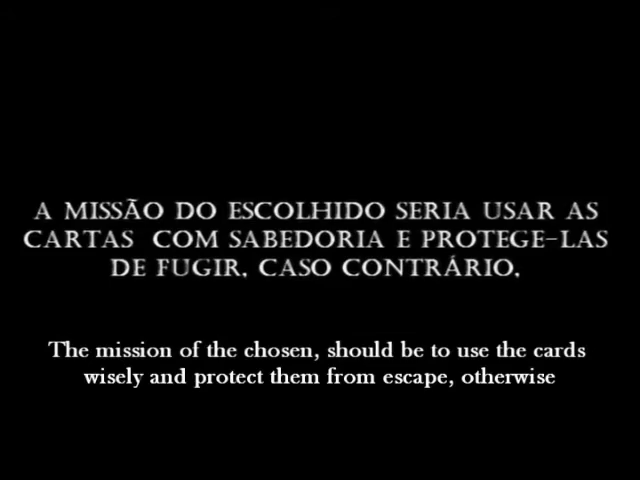 A MISSÃO DO ESCOLHIDO SERIA USAR AS
CARTAS COM SABEDORIA E PROTEGE-LAS
DE FUGIR, CASO CONTRÁRIO,
The mission of the chosen, should be to use the cards
wisely and protect them from escape, otherwise